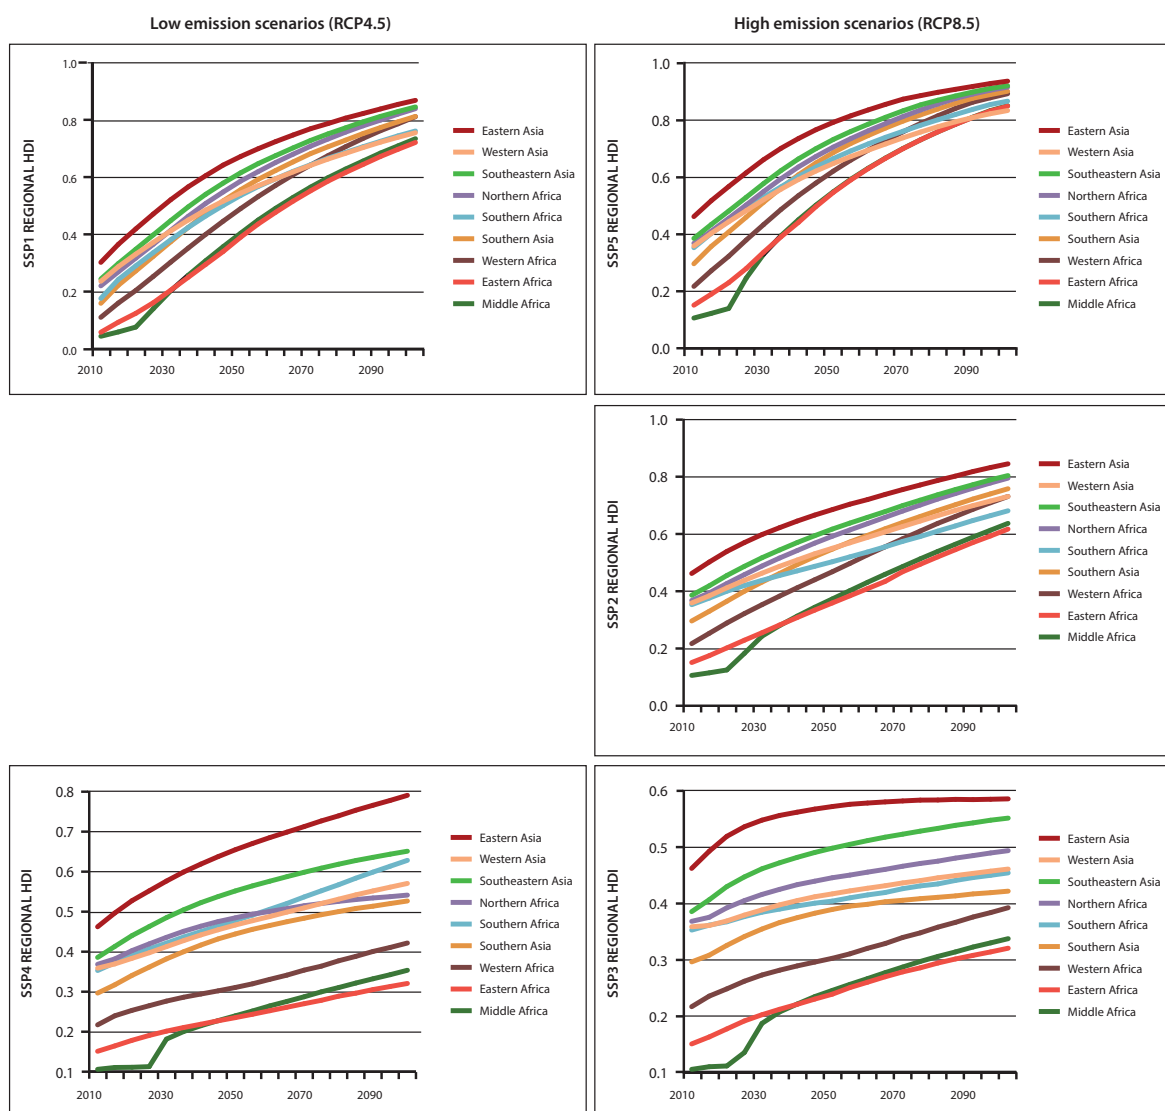 Low emission scenarios (RCP4.5)
High emission scenarios (RCP8.5)
SSP1 REGIONAL HDI
1.0
0.8
0.6
0.4
0.2
0.0
2010 2030 2050 2070 2090
Eastern Asia
Western Asia
Southeastern Asia
Northern Africa
Southern Africa
Southern Asia
Western Africa
Eastern Africa
Middle Africa
SSP5 REGIONAL HDI
1.0
0.8
0.6
0.4
0.2
0.0
2010 2030 2050 2070 2090
Eastern Asia
Western Asia
Southeastern Asia
Northern Africa
Southern Africa
Southern Asia
Western Africa
Eastern Africa
Middle Africa
SSP2 REGIONAL HDI
1.0
0.8
0.6
0.4
0.2
0.0
2010 2030 2050 2070 2090
Eastern Asia
Western Asia
Southeastern Asia
Northern Africa
Southern Africa
Southern Asia
Western Africa
Eastern Africa
Middle Africa
SSP4 REGIONAL HDI
0.8
0.7
0.6
0.5
0.4
0.3
0.2
0.1
2010 2030 2050 2070 2090
Eastern Asia
Western Asia
Southeastern Asia
Northern Africa
Southern Africa
Southern Asia
Western Africa
Eastern Africa
Middle Africa
SSP3 REGIONAL HDI
0.6
0.5
0.4
0.3
0.2
0.1
2010 2030 2050 2070 2090
Eastern Asia
Western Asia
Southeastern Asia
Northern Africa
Southern Africa
Southern Asia
Western Africa
Eastern Africa
Middle Africa